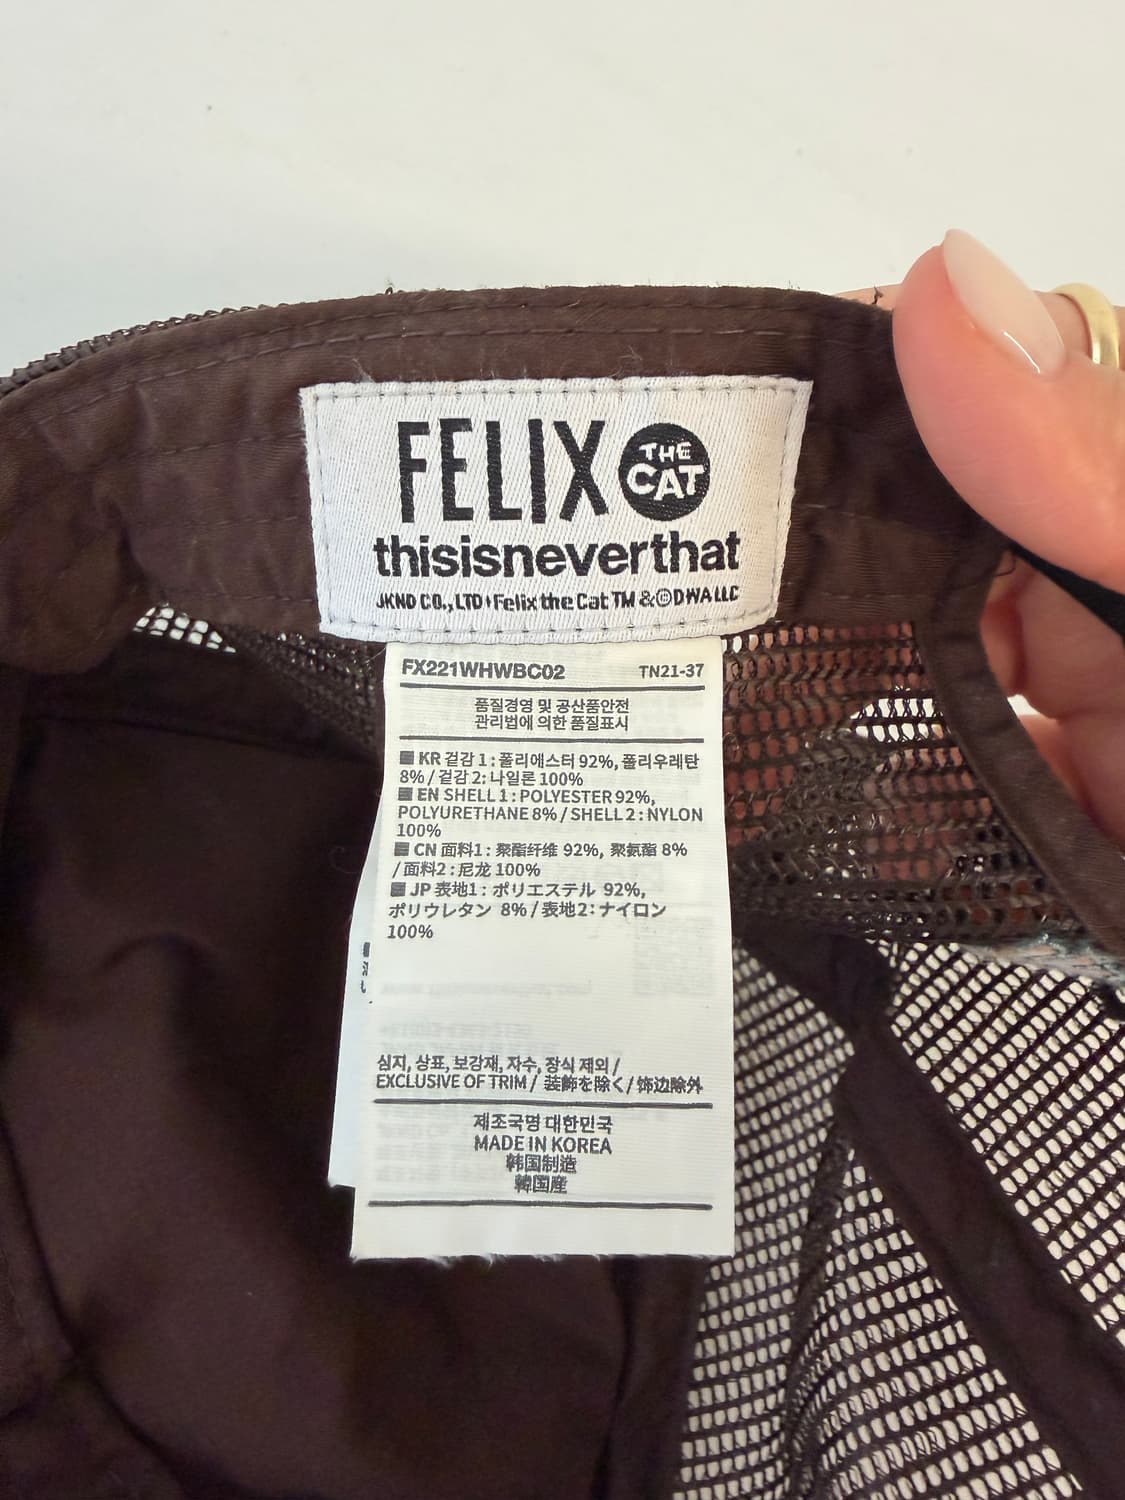 FELIX THE CAT
thisisneverthat
JKND CO., LTD • Felix the Cat TM & © DWA LLC
FX221WHWBC02 TN21-37
품질경영 및 공산품안전
관리법에 의한 품질표시
■ KR 겉감 1 : 폴리에스터 92%, 폴리우레탄
8% / 겉감 2: 나일론 100%
■ EN SHELL 1 : POLYESTER 92%,
POLYURETHANE 8% / SHELL 2 : NYLON
100%
■ CN 面料1 : 聚酯纤维 92%, 聚氨酯 8%
/ 面料2 : 尼龙 100%
■ JP 表地1 : ポリエステル 92%,
ポリウレタン 8% / 表地2 : ナイロン
100%
심지, 상표, 보강재, 자수, 장식 제외 /
EXCLUSIVE OF TRIM / 装飾を除く / 饰边除外
제조국명 대한민국
MADE IN KOREA
韩国制造
韓国産